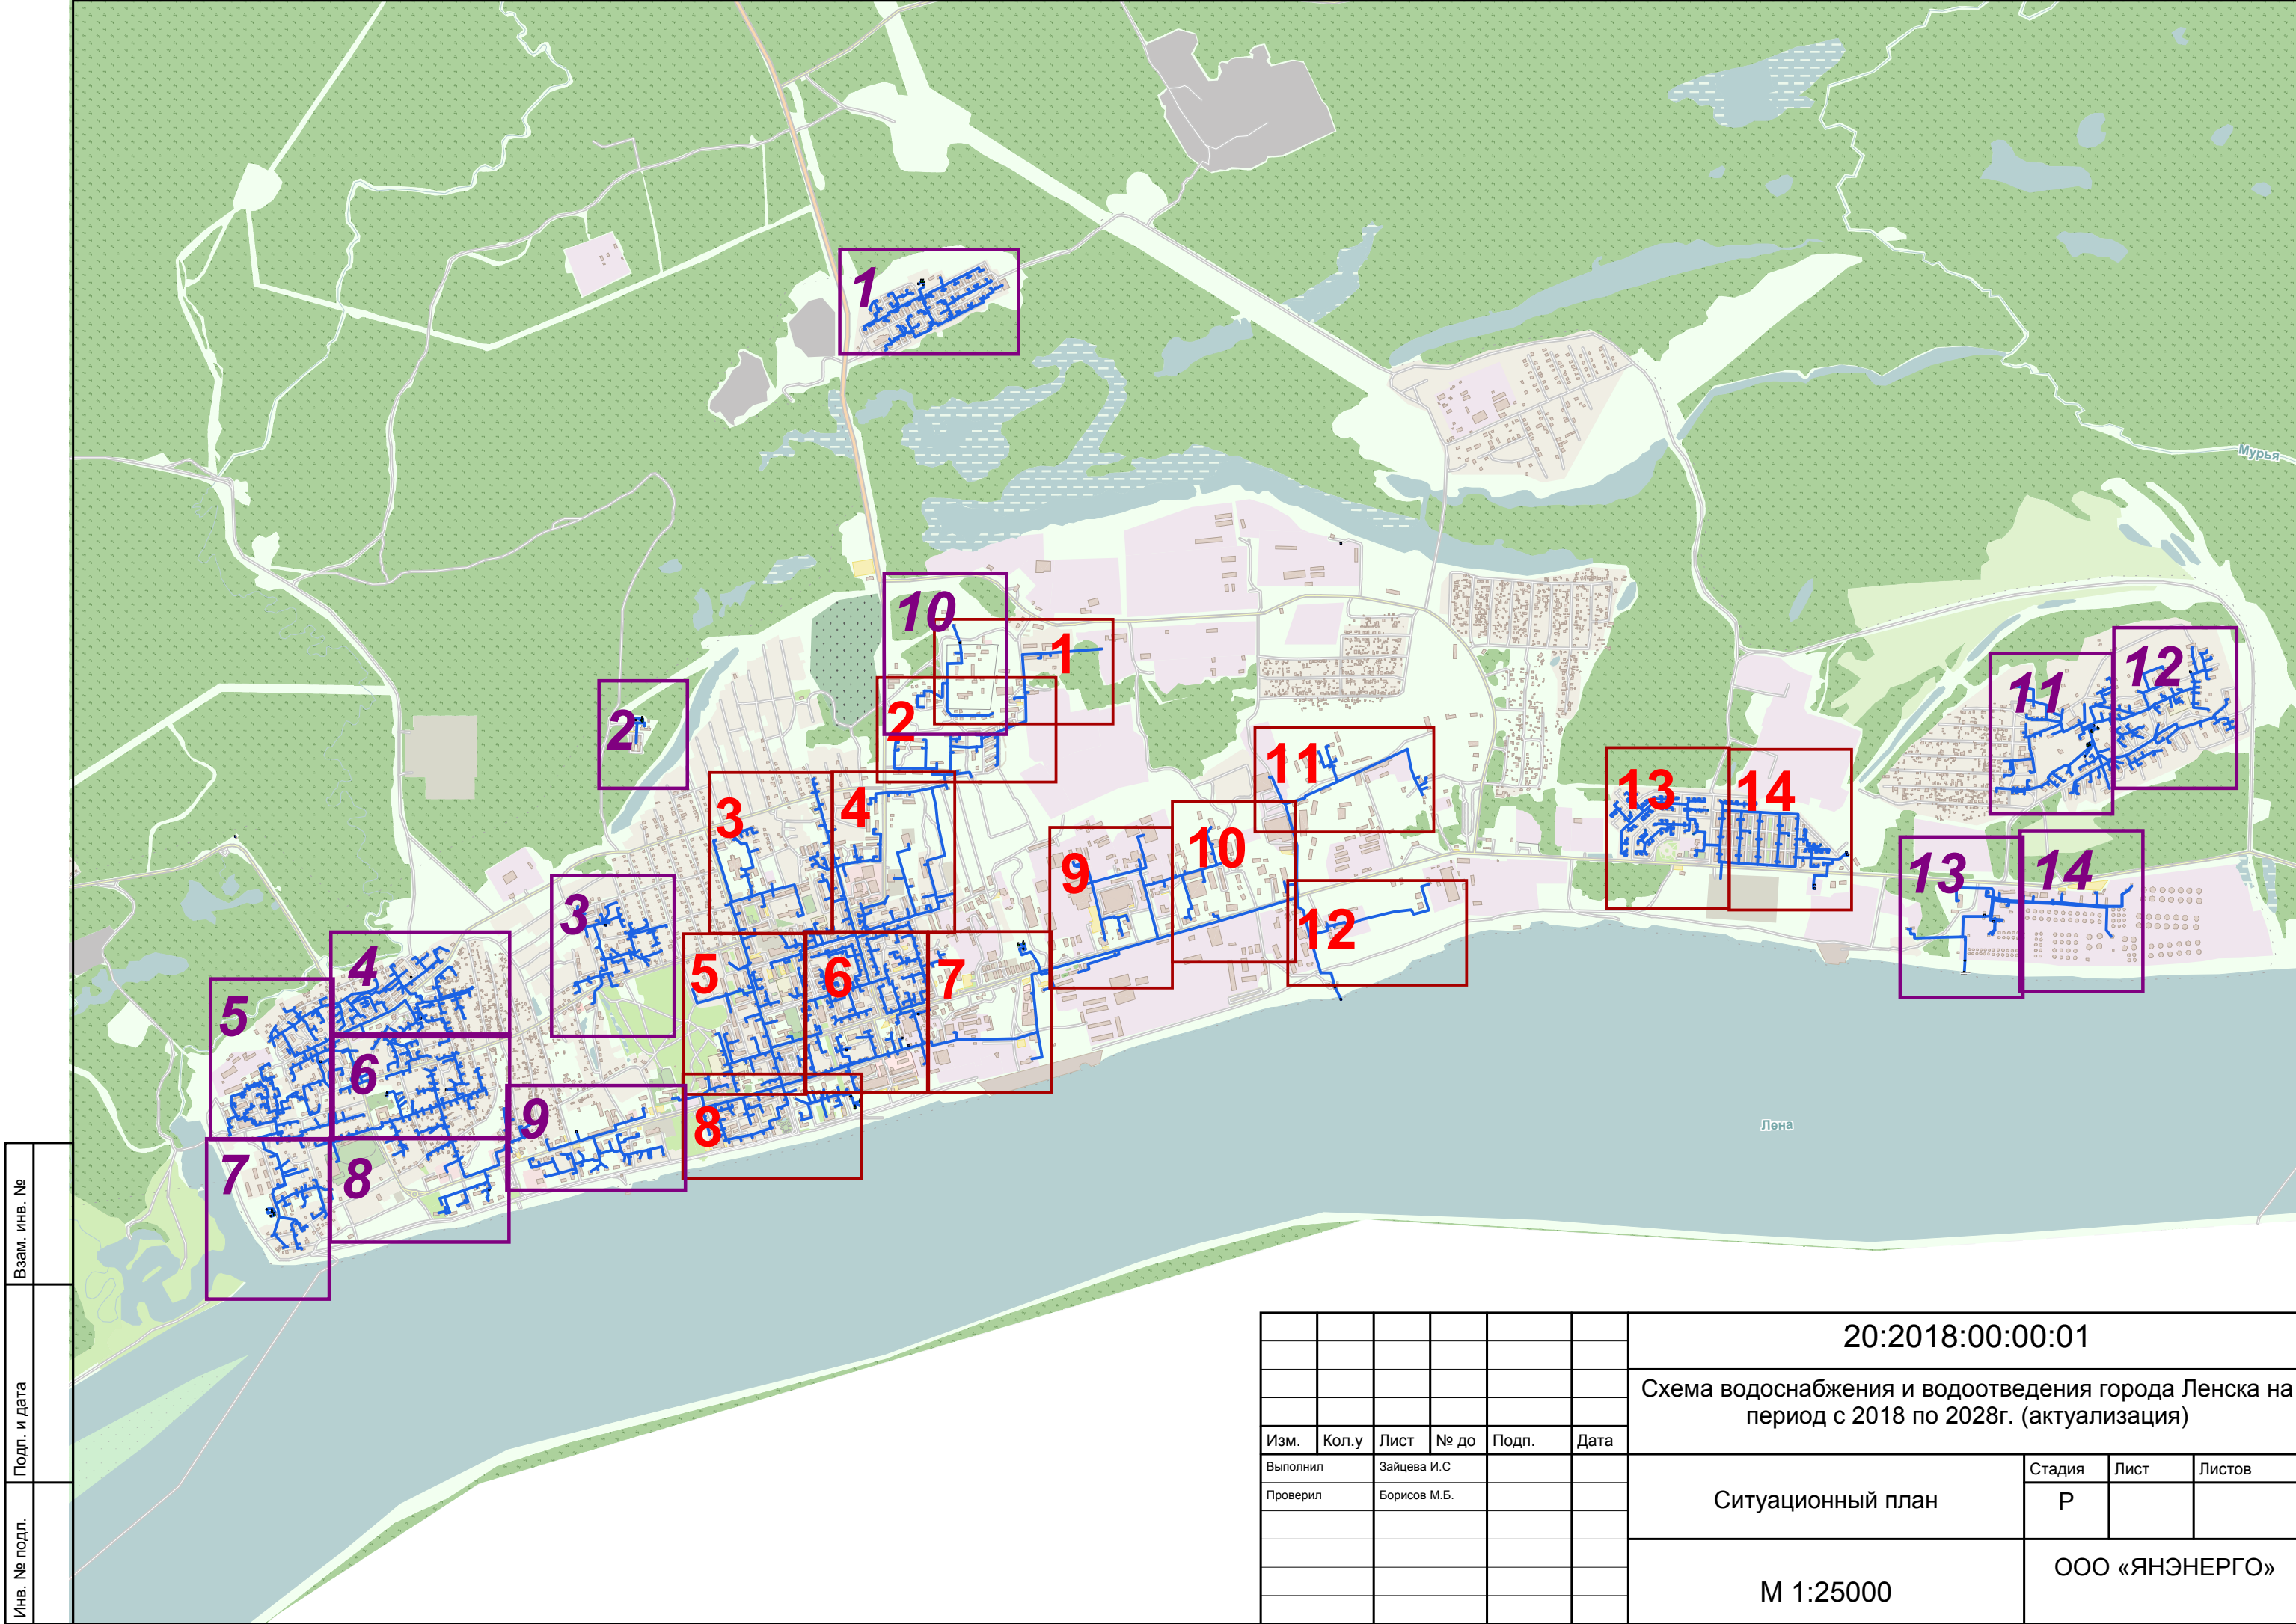 1
10
1
2
2
11
12
3
4
11
13
14
9
10
13
14
3
12
4
5
6
7
5
6
9
8
7
8
Мурья
Лена
Взам. инв. №
Подп. и дата
Инв. № подл.
20:2018:00:00:01
Схема водоснабжения и водоотведения города Ленска на
период с 2018 по 2028г. (актуализация)
Изм. Кол.у Лист № до Подп. Дата
Выполнил Зайцева И.С
Проверил Борисов М.Б.
Ситуационный план
Стадия Лист Листов
Р
М 1:25000
ООО «ЯНЭНЕРГО»